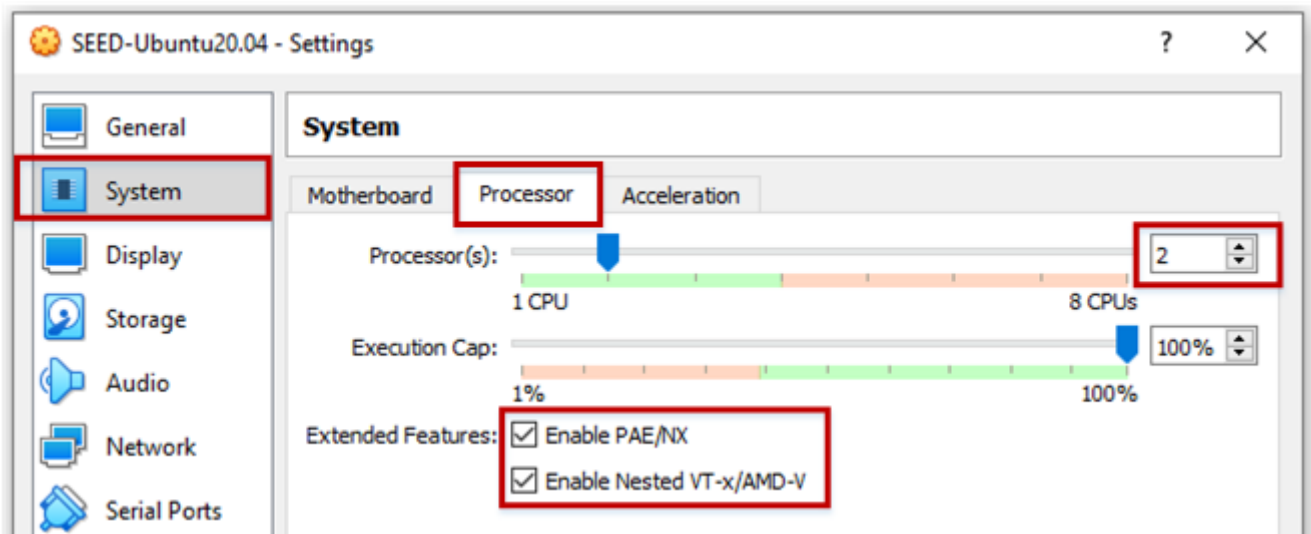 SEED-Ubuntu20.04 - Settings ? ×
General
System
Display
Storage
Audio
Network
Serial Ports
System
Motherboard Processor Acceleration
Processor(s): 2
1 CPU 8 CPUs
Execution Cap: 100%
1% 100%
Extended Features: Enable PAE/NX
Enable Nested VT-x/AMD-V